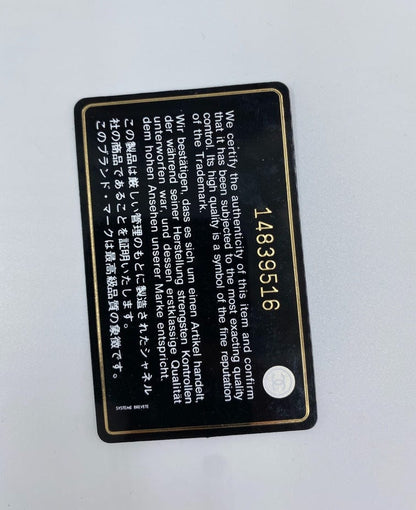 14839516
We certify the authenticity of this item and confirm
that it has been subjected to the most exacting quality
control. Its high quality is a symbol of the fine reputation
of the Trademark.
Wir bestätigen, dass es sich um einen Artikel handelt,
der während seiner Herstellung strengsten Kontrollen
unterworfen war, und dessen erstklassige Qualität
dem hohen Ansehen unserer Marke entspricht.
この製品は厳しい管理のもとに製造されたシャネル
社の商品であることを証明いたします。
このブランド・マークは最高級品質の象徴です。
SYSTEME BREVETE